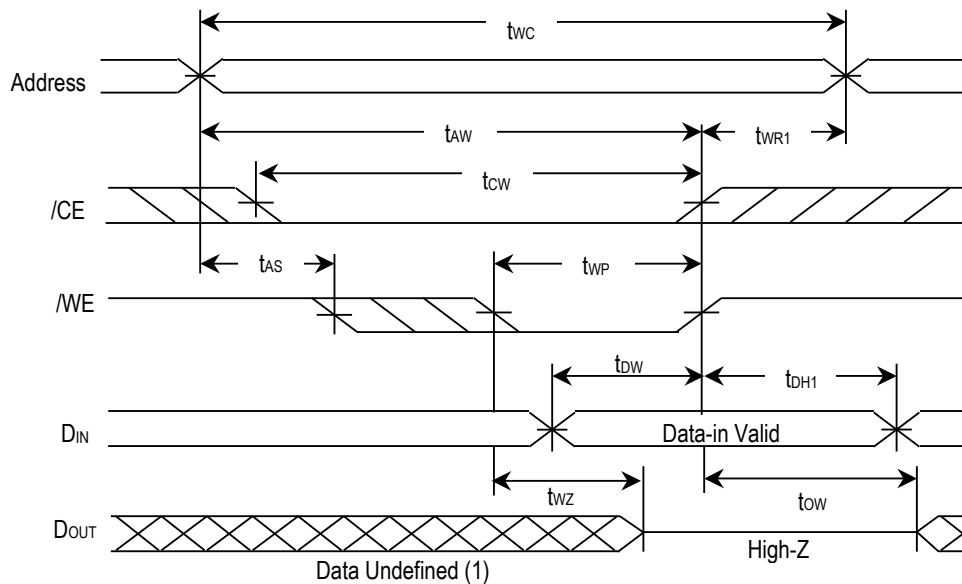 tWC
Address
tAW
tWR1
tCW
/CE
tAS
tWP
/WE
tDW
tDH1
DIN
Data-in Valid
tWZ
tOW
DOUT
High-Z
Data Undefined (1)